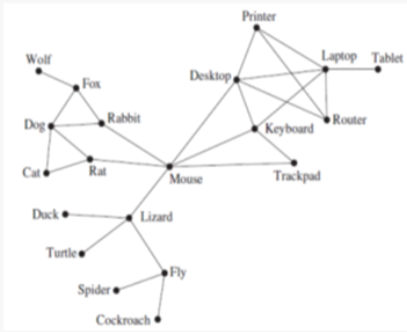 Printer
Wolf
Laptop
Tablet
Desktop
Fox
Dog
Rabbit
Keyboard
Router
Cat
Rat
Mouse
Trackpad
Duck
Lizard
Turtle
Fly
Spider
Cockroach